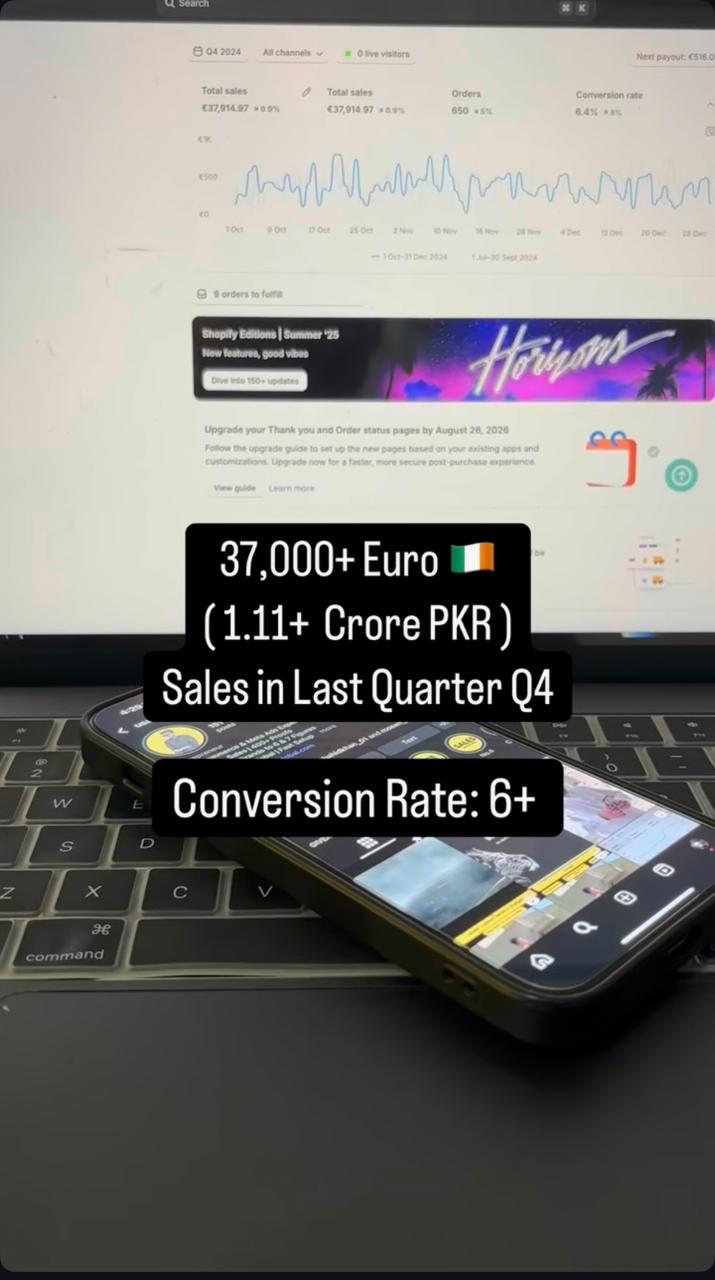 Search
⌘ K
Q4 2024 All channels 0 live visitors Next payout: €516.0
Total sales Total sales Orders Conversion rate
€37,914.97 €37,914.97 650 5% 6.4%
€1K
€500
€0
1 Oct 9 Oct 17 Oct 25 Oct 2 Nov 10 Nov 18 Nov 26 Nov 4 Dec 12 Dec 20 Dec 28 Dec
1 Oct–31 Dec 2024 1 Jul–30 Sept 2024
9 orders to fulfill
Shopify Editions | Summer '25
New features, good vibes
Dive into 150+ updates
Horizons
Upgrade your Thank you and Order status pages by August 26, 2026
Follow the upgrade guide to set up the new pages based on your existing apps and
customizations. Upgrade now for a faster, more secure post-purchase experience.
View guide Learn more
be
37,000+ Euro 🇮🇪
( 1.11+ Crore PKR )
Sales in Last Quarter Q4
Conversion Rate: 6+
2
W E
S D
Z X C V
⌘
command